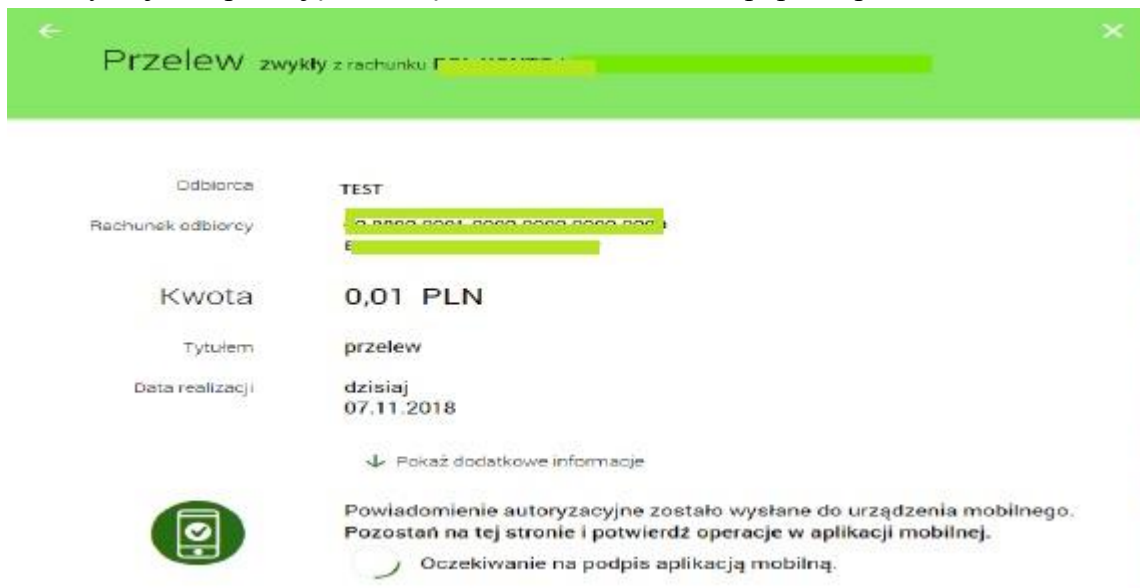 Przelew zwykły z rachunku
Odbiorca TEST
Rachunek odbiorcy
Kwota 0,01 PLN
Tytułem przelew
Data realizacji dzisiaj
07.11.2018
Pokaż dodatkowe informacje
Powiadomienie autoryzacyjne zostało wysłane do urządzenia mobilnego.
Pozostań na tej stronie i potwierdź operacje w aplikacji mobilnej.
Oczekiwanie na podpis aplikacją mobilną.